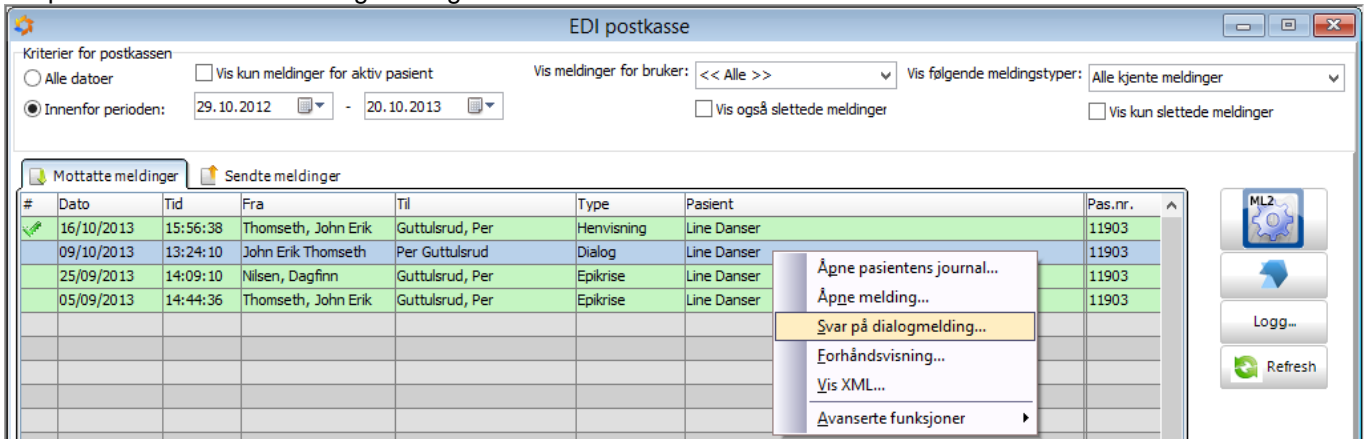 EDI postkasse
Kriterier for postkassen
Alle datoer
Vis kun meldinger for aktiv pasient
Vis meldinger for bruker: << Alle >>
Vis følgende meldingstyper: Alle kjente meldinger
Innenfor perioden: 29.10.2012 - 20.10.2013
Vis også slettede meldinger
Vis kun slettede meldinger
Mottatte meldinger Sendte meldinger
# Dato Tid Fra Til Type Pasient Pas.nr.
16/10/2013 15:56:38 Thomseth, John Erik Guttulsrud, Per Henvisning Line Danser 11903
09/10/2013 13:24:10 John Erik Thomseth Per Guttulsrud Dialog Line Danser 11903
25/09/2013 14:09:10 Nilsen, Dagfinn Guttulsrud, Per Epikrise Line Danser 11903
05/09/2013 14:44:36 Thomseth, John Erik Guttulsrud, Per Epikrise Line Danser 11903
Åpne pasientens journal...
Åpne melding...
Svar på dialogmelding...
Forhåndsvisning...
Vis XML...
Avanserte funksjoner
ML2
Logg...
Refresh